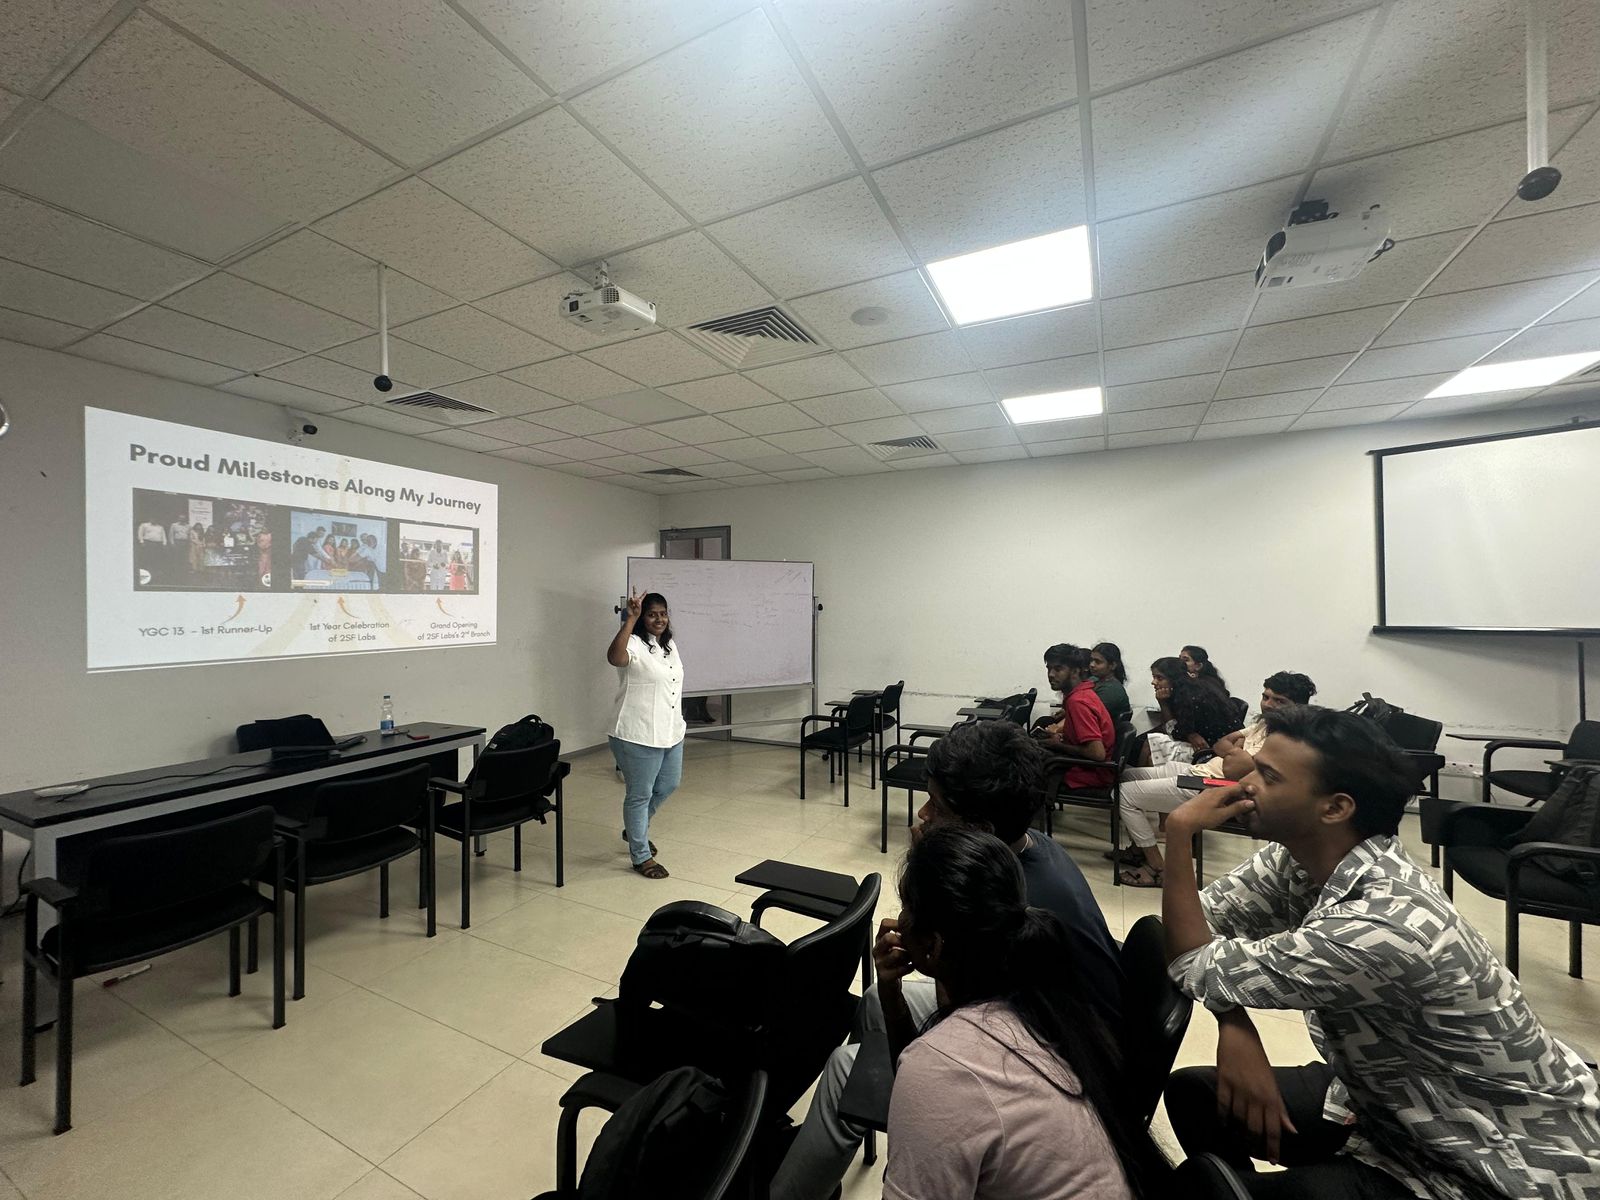 Proud Milestones Along My Journey
YGC 13 – 1st Runner-Up
1st Year Celebration
of 2SF Labs
Grand Opening
of 2SF Labs's 2nd Branch